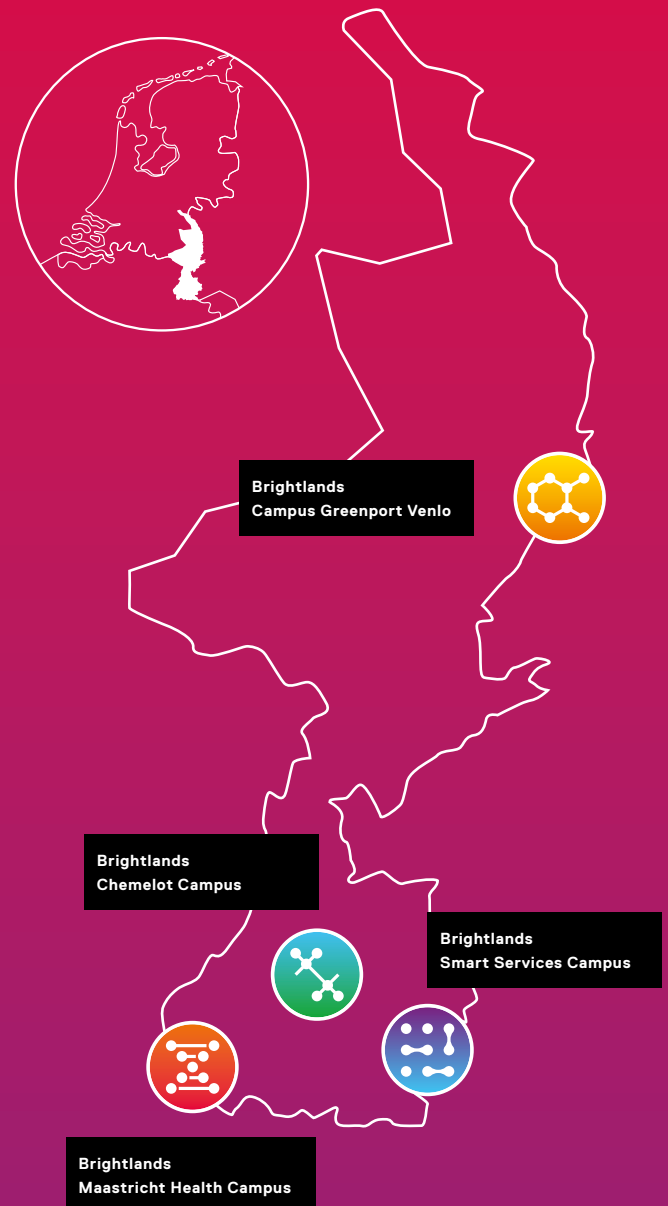 Brightlands
Campus Greenport Venlo
Brightlands
Chemelot Campus
Brightlands
Smart Services Campus
Brightlands
Maastricht Health Campus